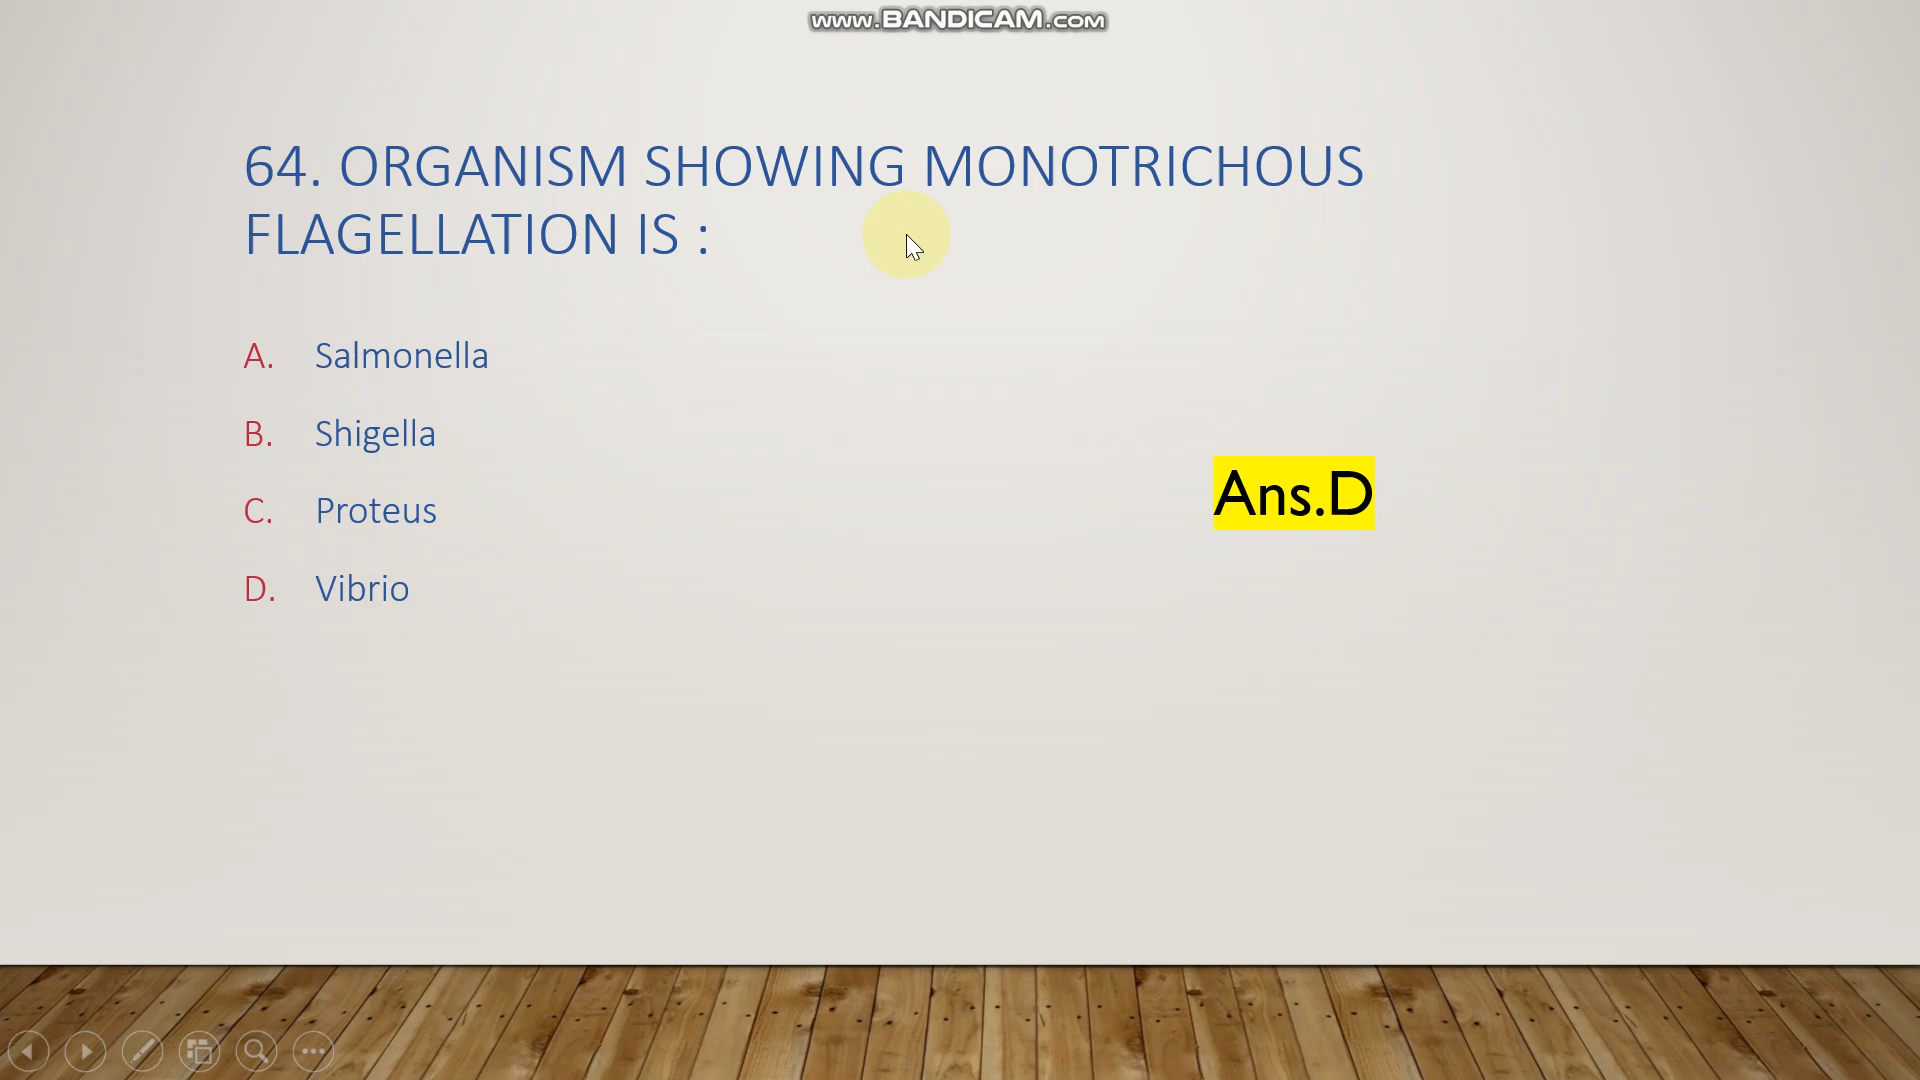 www.BANDICAM.com
64. ORGANISM SHOWING MONOTRICHOUS
FLAGELLATION IS :
A. Salmonella
B. Shigella
C. Proteus
D. Vibrio
Ans.D